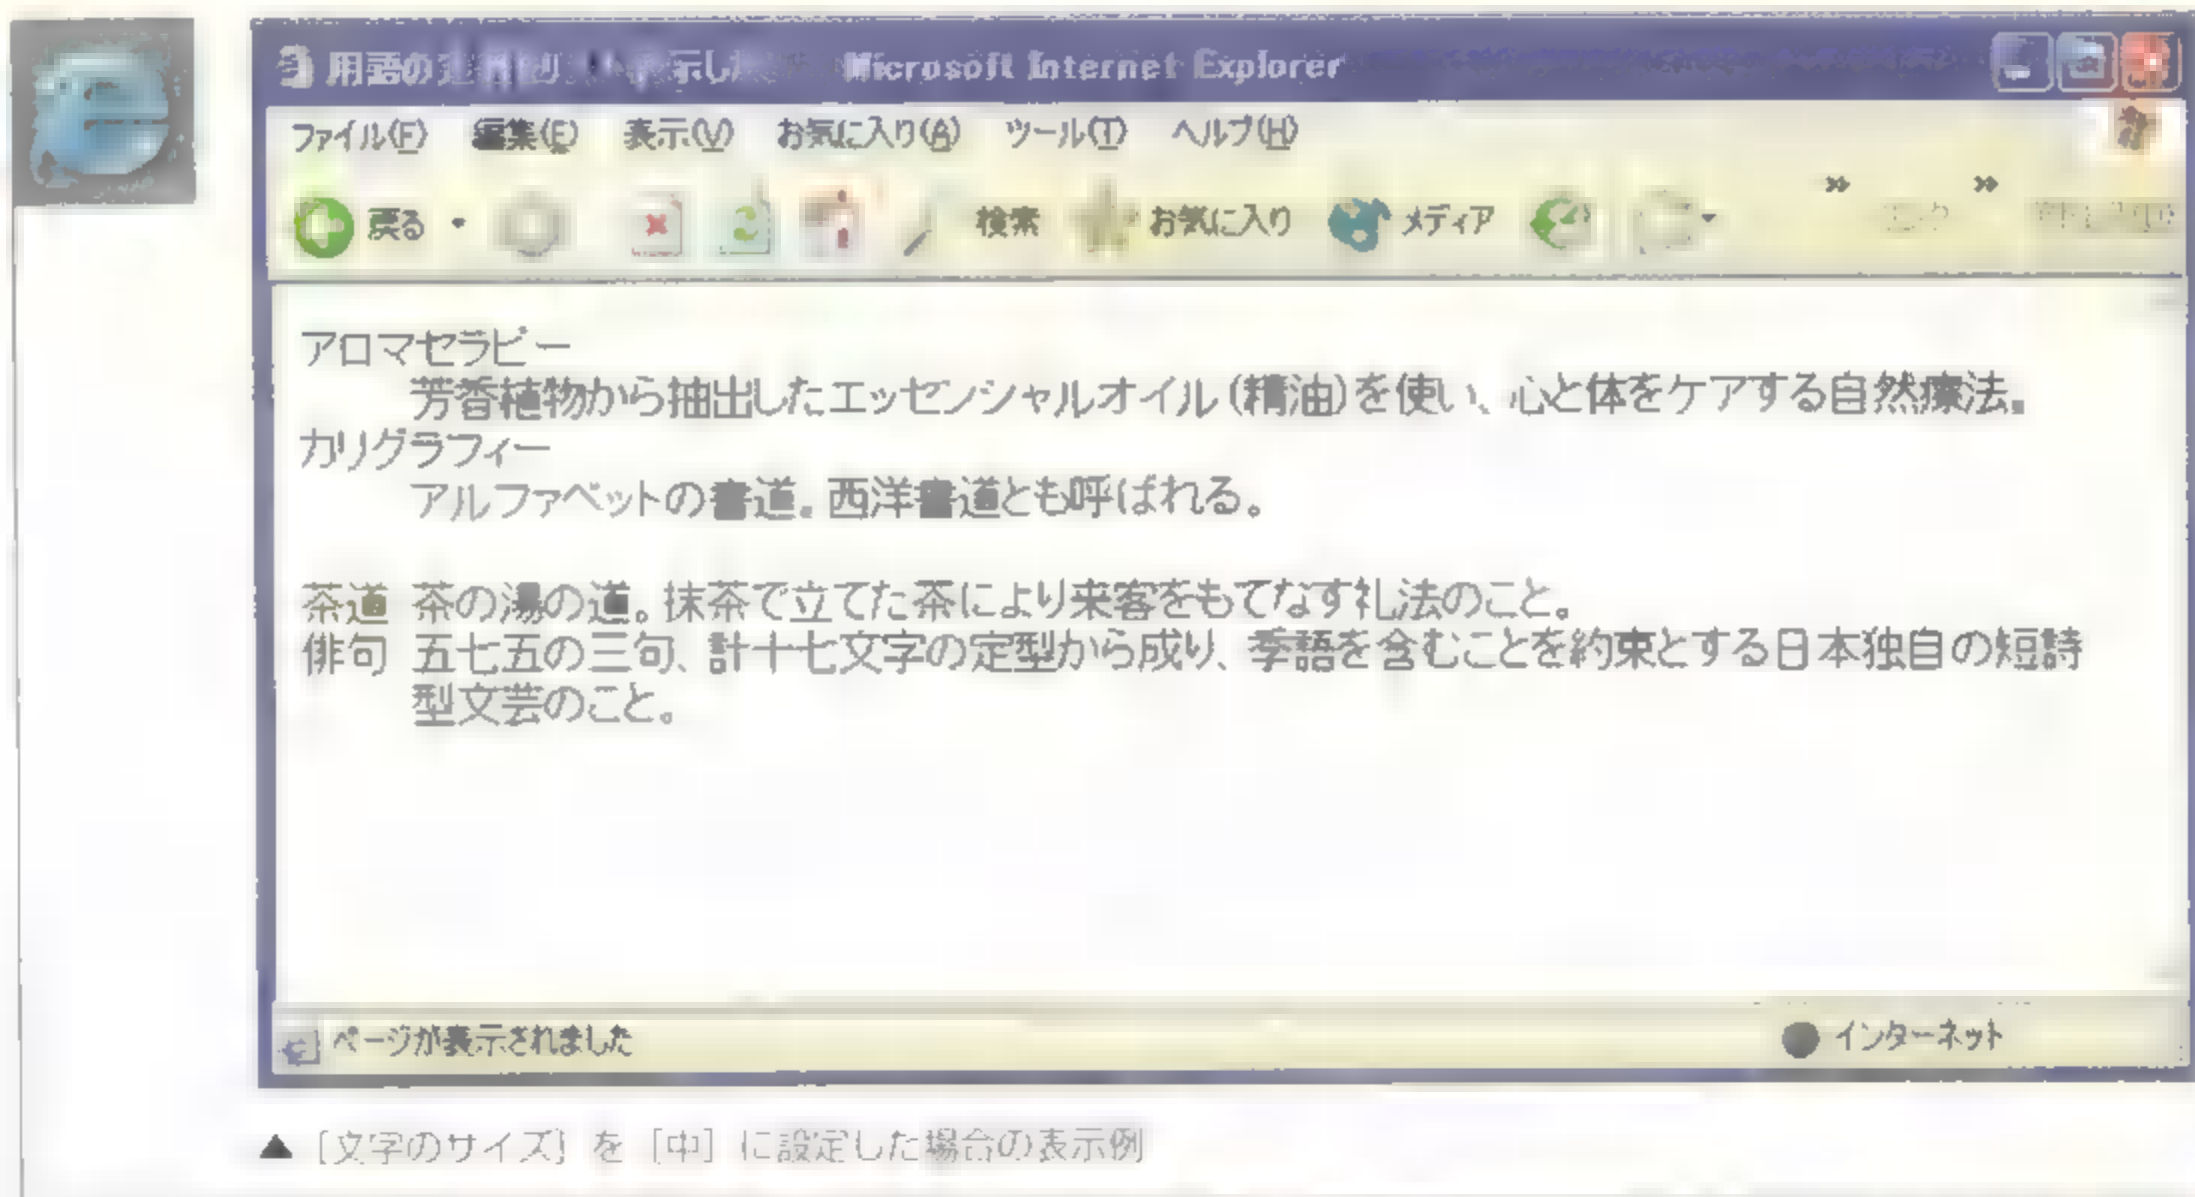 用語の Microsoft Internet Explorer
ファイル(F) 編集(E) 表示(V) お気に入り(A) ツール(T) ヘルプ(H)
戻る 検索 お気に入り メディア » »
アロマセラピー
芳香植物から抽出したエッセンシャルオイル(精油)を使い、心と体をケアする自然療法。
カリグラフィー
アルファベットの書道。西洋書道とも呼ばれる。
茶道 茶の湯の道。抹茶で立てた茶により来客をもてなす礼法のこと。
俳句 五七五の三句、計十七文字の定型から成り、季語を含むことを約束とする日本独自の短詩
型文芸のこと。
ページが表示されました インターネット
▲ [文字のサイズ] を [中] に設定した場合の表示例